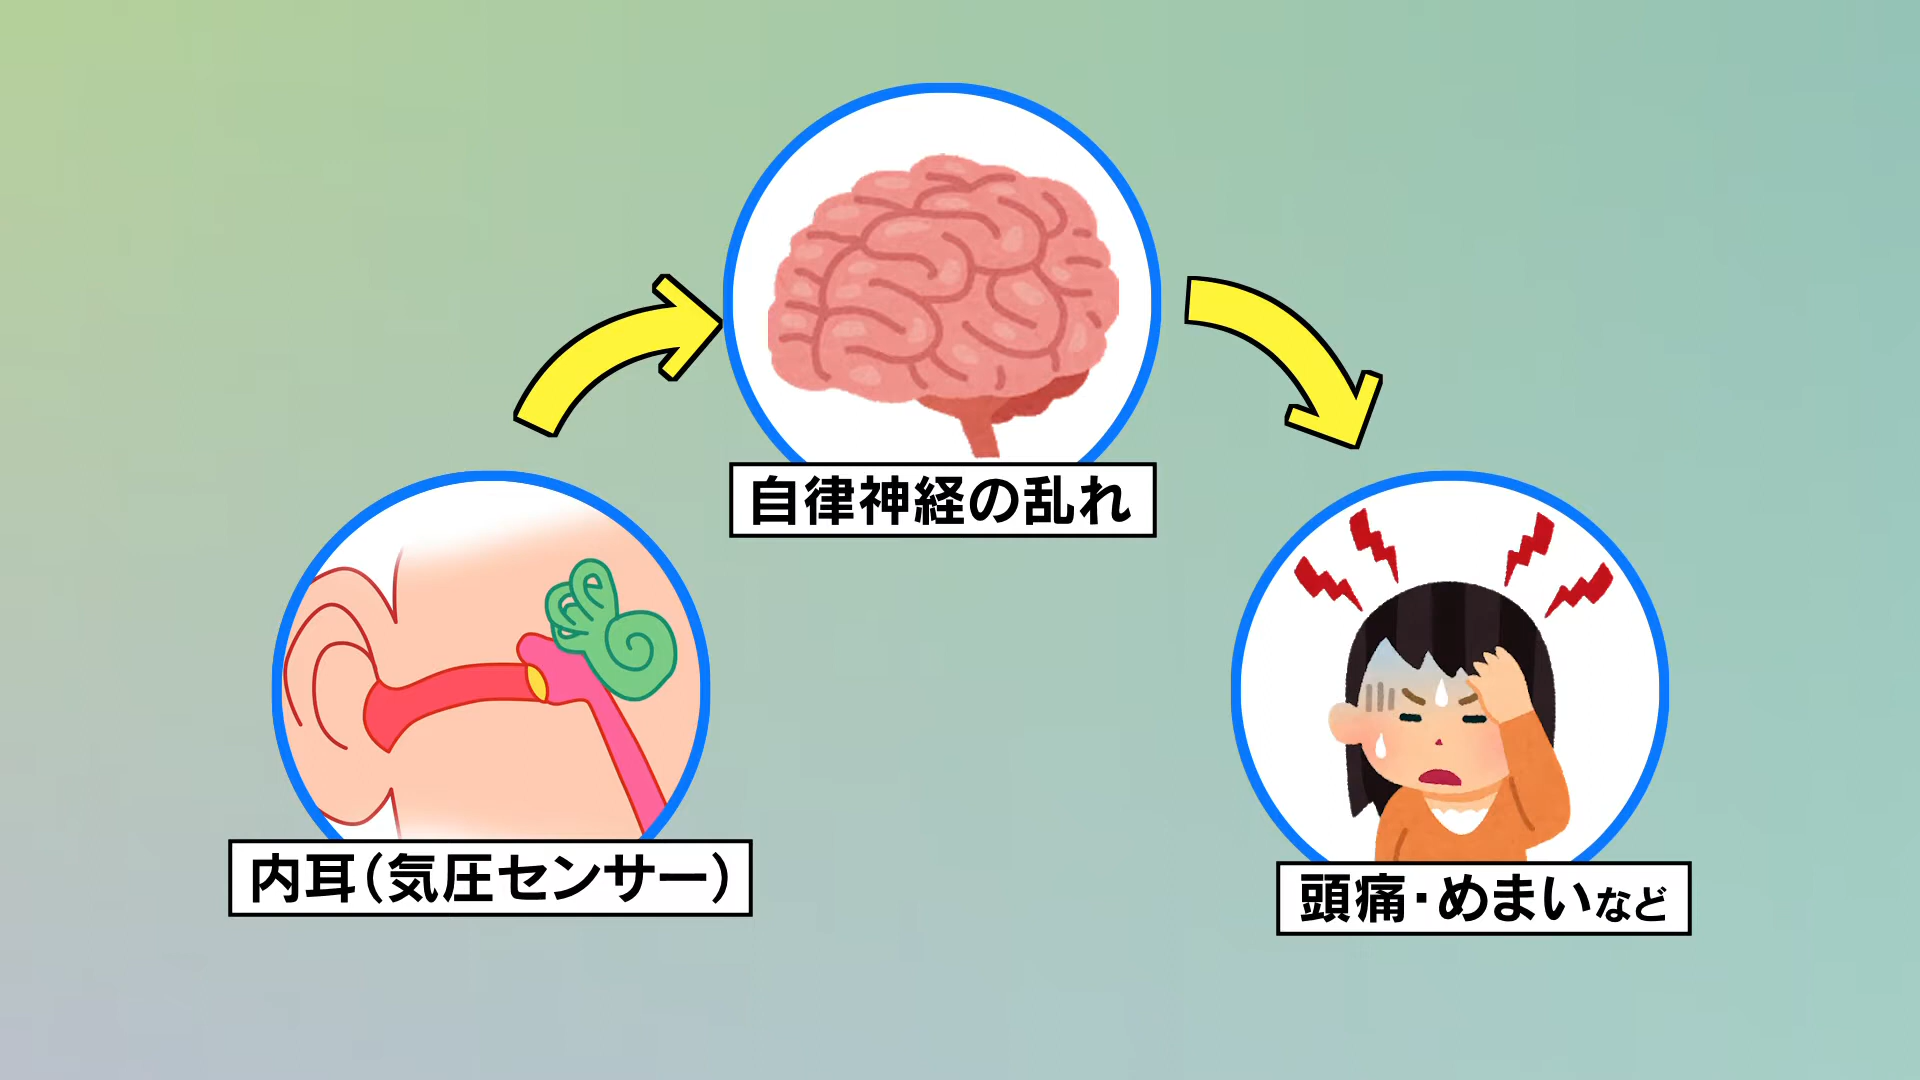 自律神経の乱れ
内耳(気圧センサー)
頭痛・めまいなど